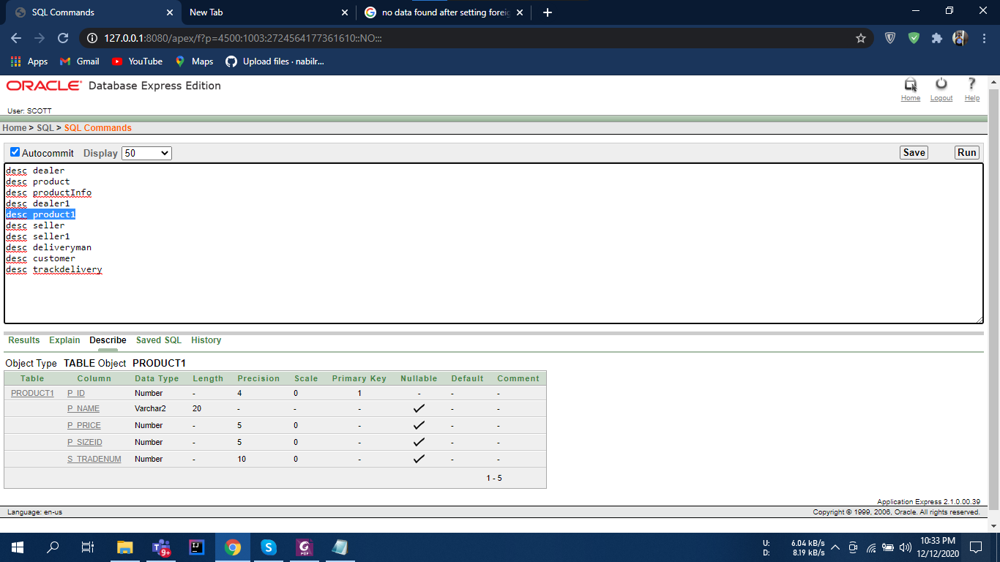 SQL Commands
New Tab
no data found after setting foreig
127.0.0.1:8080/apex/f?p=4500:1003:2724564177361610::NO:::
Apps
Gmail
YouTube
Maps
Upload files · nabilr...
ORACLE Database Express Edition
Home
Logout
Help
User: SCOTT
Home > SQL > SQL Commands
Autocommit Display 50
Save
Run
desc dealer
desc product
desc productInfo
desc dealer1
desc product1
desc seller
desc seller1
desc deliveryman
desc customer
desc trackdelivery
Results Explain Describe Saved SQL History
Object Type TABLE Object PRODUCT1
Table Column Data Type Length Precision Scale Primary Key Nullable Default Comment
PRODUCT1 P_ID Number - 4 0 1 - - -
P_NAME Varchar2 20 - - - ✓ - -
P_PRICE Number - 5 0 - ✓ - -
P_SIZEID Number - 5 0 - ✓ - -
S_TRADENUM Number - 10 0 - ✓ - -
1 - 5
Application Express 2.1.0.00.39
Language: en-us
Copyright © 1999, 2006, Oracle. All rights reserved.
9+
PDF
U: 6.04 kB/s
D: 8.19 kB/s
10:33 PM
12/12/2020